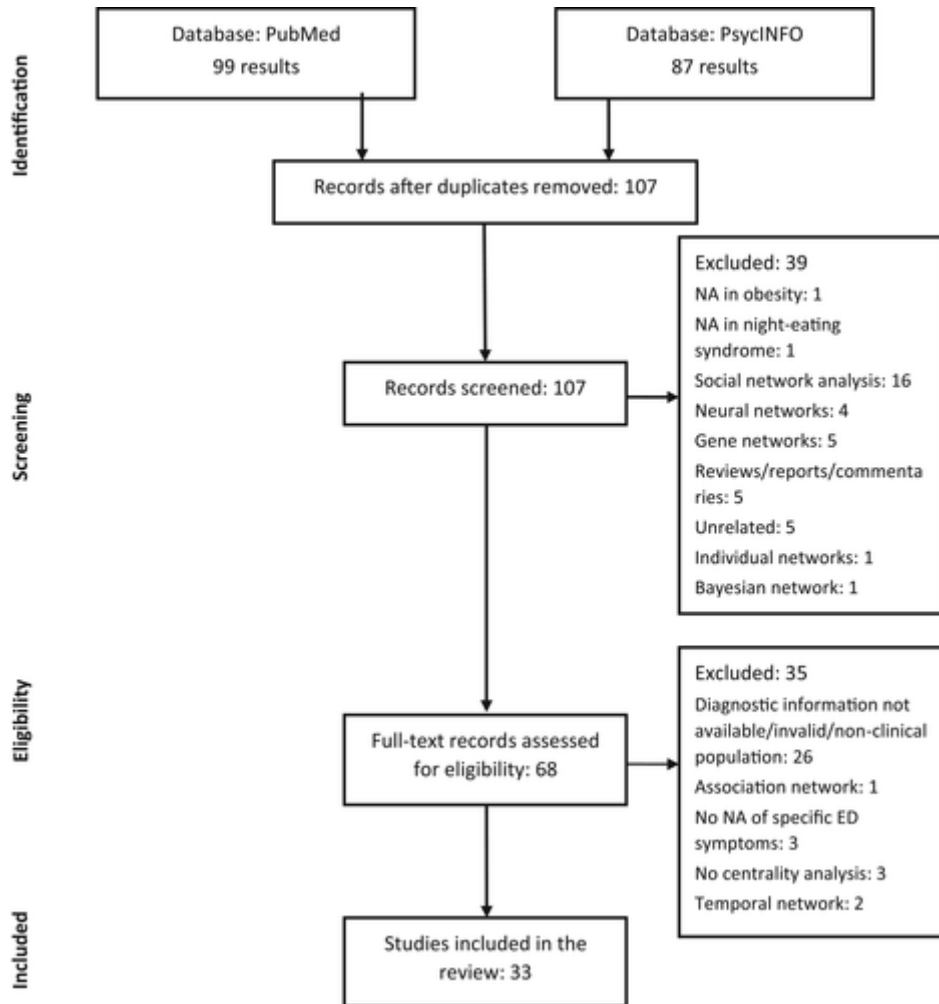 Identification
Database: PubMed
99 results
Database: PsycINFO
87 results
Records after duplicates removed: 107
Screening
Records screened: 107
Excluded: 39
NA in obesity: 1
NA in night-eating
syndrome: 1
Social network analysis: 16
Neural networks: 4
Gene networks: 5
Reviews/reports/commenta
ries: 5
Unrelated: 5
Individual networks: 1
Bayesian network: 1
Eligibility
Full-text records assessed
for eligibility: 68
Excluded: 35
Diagnostic information not
available/invalid/non-clinical
population: 26
Association network: 1
No NA of specific ED
symptoms: 3
No centrality analysis: 3
Temporal network: 2
Included
Studies included in the
review: 33